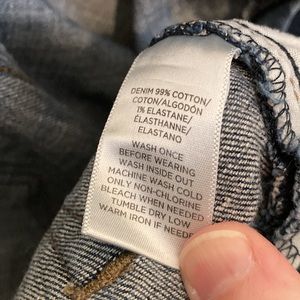 DENIM 99% COTTON/
COTON/ALGODÓN
1% ELASTANE/
ÉLASTHANNE/
ELASTANO
WASH ONCE
BEFORE WEARING
WASH INSIDE OUT
MACHINE WASH COLD
ONLY NON-CHLORINE
BLEACH WHEN NEEDED
TUMBLE DRY LOW
WARM IRON IF NEEDED